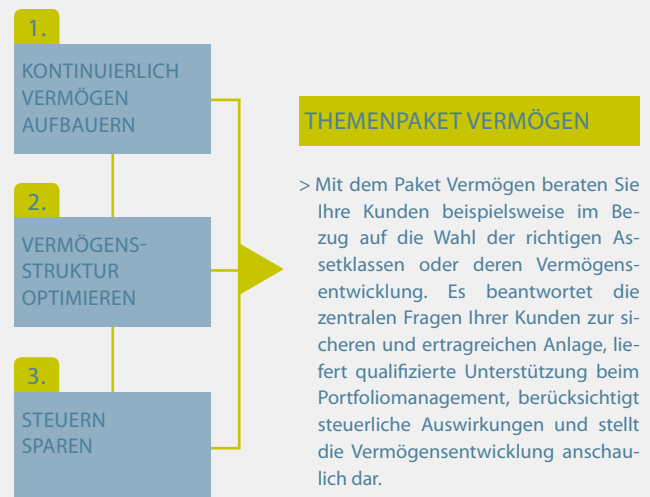 1.
KONTINUIERLICH
VERMÖGEN
AUFBAUERN
2.
VERMÖGENS-
STRUKTUR
OPTIMIEREN
3.
STEUERN
SPAREN
THEMENPAKET VERMÖGEN
> Mit dem Paket Vermögen beraten Sie
Ihre Kunden beispielsweise im Be-
zug auf die Wahl der richtigen As-
setklassen oder deren Vermögens-
entwicklung. Es beantwortet die
zentralen Fragen Ihrer Kunden zur si-
cheren und ertragreichen Anlage, lie-
fert qualifizierte Unterstützung beim
Portfoliomanagement, berücksichtigt
steuerliche Auswirkungen und stellt
die Vermögensentwicklung anschau-
lich dar.